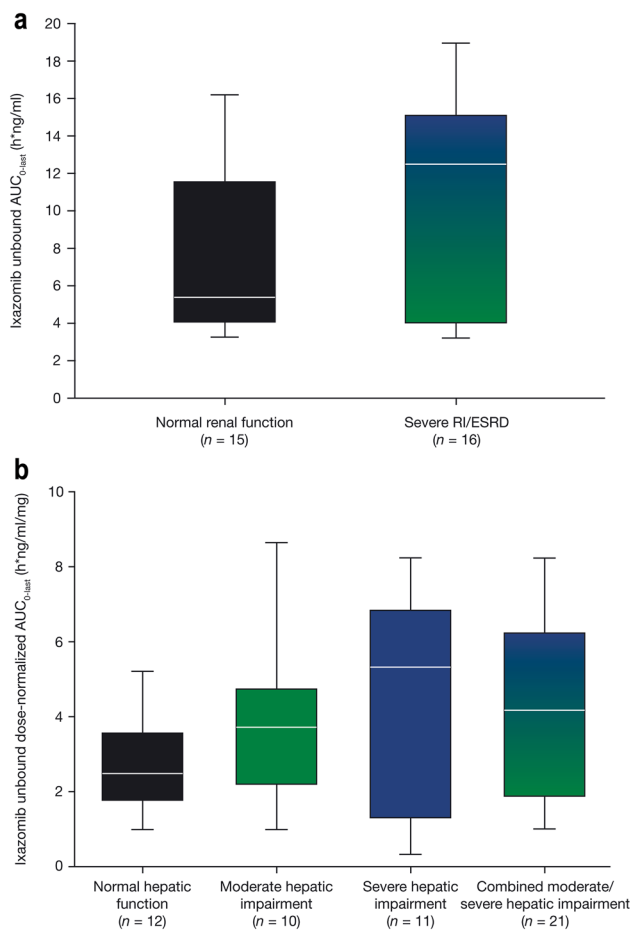 a
Ixazomib unbound AUC0-last (h*ng/ml)
20
18
16
14
12
10
8
6
4
2
0
Normal renal function
(n = 15)
Severe RI/ESRD
(n = 16)
b
Ixazomib unbound dose-normalized AUC0-last (h*ng/ml/mg)
10
8
6
4
2
0
Normal hepatic
function
(n = 12)
Moderate hepatic
impairment
(n = 10)
Severe hepatic
impairment
(n = 11)
Combined moderate/
severe hepatic impairment
(n = 21)